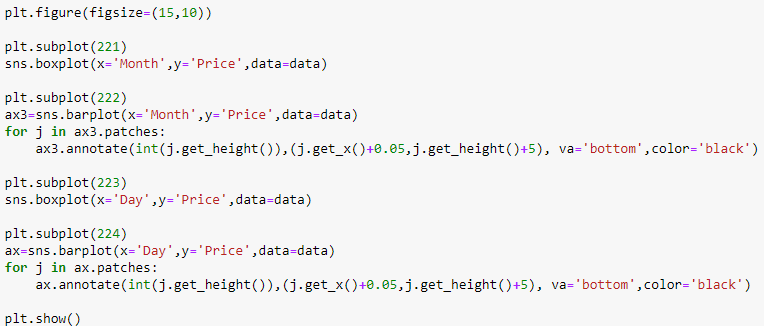 plt.figure(figsize=(15,10))
plt.subplot(221)
sns.boxplot(x='Month',y='Price',data=data)
plt.subplot(222)
ax3=sns.barplot(x='Month',y='Price',data=data)
for j in ax3.patches:
    ax3.annotate(int(j.get_height()),(j.get_x()+0.05,j.get_height()+5), va='bottom',color='black')
plt.subplot(223)
sns.boxplot(x='Day',y='Price',data=data)
plt.subplot(224)
ax=sns.barplot(x='Day',y='Price',data=data)
for j in ax.patches:
    ax.annotate(int(j.get_height()),(j.get_x()+0.05,j.get_height()+5), va='bottom',color='black')
plt.show()